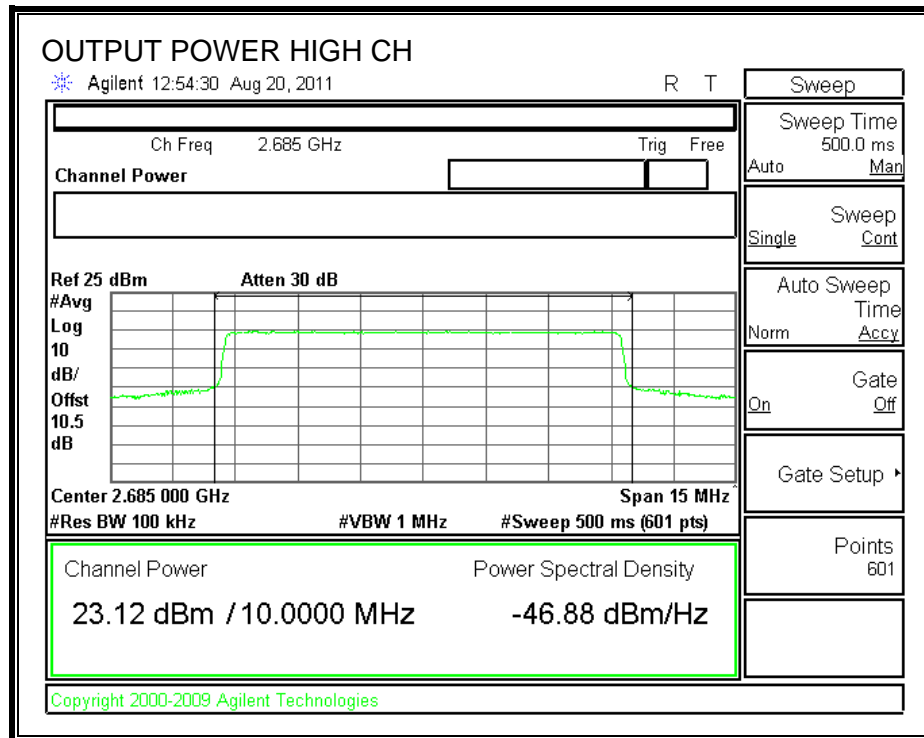 OUTPUT POWER HIGH CH
Agilent 12:54:30 Aug 20, 2011 R T
Ch Freq 2.685 GHz Trig Free
Channel Power
Ref 25 dBm Atten 30 dB
#Avg
Log
10
dB/
Offst
10.5
dB
Center 2.685 000 GHz Span 15 MHz
#Res BW 100 kHz #VBW 1 MHz #Sweep 500 ms (601 pts)
Channel Power Power Spectral Density
23.12 dBm / 10.0000 MHz -46.88 dBm/Hz
Copyright 2000-2009 Agilent Technologies
Sweep
Sweep Time
500.0 ms
Auto Man
Sweep
Single Cont
Auto Sweep
Time
Norm Accy
Gate
On Off
Gate Setup
Points
601